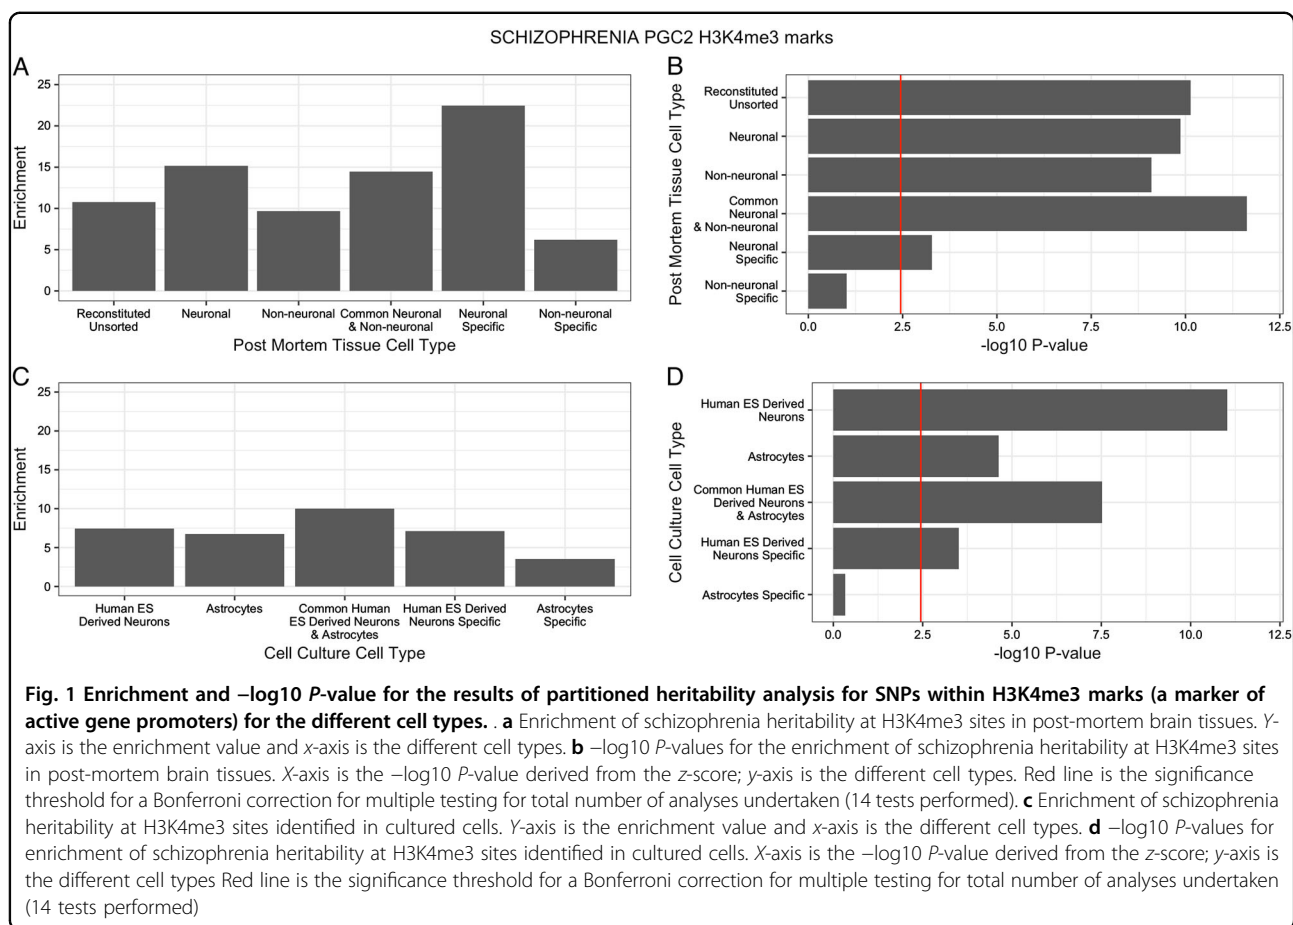 SCHIZOPHRENIA PGC2 H3K4me3 marks
A
Enrichment
25
20
15
10
5
0
Reconstituted
Unsorted
Neuronal
Non-neuronal
Common Neuronal
& Non-neuronal
Neuronal
Specific
Non-neuronal
Specific
Post Mortem Tissue Cell Type
B
Post Mortem Tissue Cell Type
Reconstituted
Unsorted
Neuronal
Non-neuronal
Common
Neuronal
& Non-neuronal
Neuronal
Specific
Non-neuronal
Specific
0.0 2.5 5.0 7.5 10.0 12.5
-log10 P-value
C
Enrichment
25
20
15
10
5
0
Human ES
Derived Neurons
Astrocytes
Common Human
ES Derived Neurons
& Astrocytes
Human ES Derived
Neurons Specific
Astrocytes
Specific
Cell Culture Cell Type
D
Cell Culture Cell Type
Human ES Derived
Neurons
Astrocytes
Common Human ES
Derived Neurons
& Astrocytes
Human ES Derived
Neurons Specific
Astrocytes Specific
0.0 2.5 5.0 7.5 10.0 12.5
-log10 P-value
Fig. 1 Enrichment and −log10 P-value for the results of partitioned heritability analysis for SNPs within H3K4me3 marks (a marker of
active gene promoters) for the different cell types. . a Enrichment of schizophrenia heritability at H3K4me3 sites in post-mortem brain tissues. Y-
axis is the enrichment value and x-axis is the different cell types. b −log10 P-values for the enrichment of schizophrenia heritability at H3K4me3 sites
in post-mortem brain tissues. X-axis is the −log10 P-value derived from the z-score; y-axis is the different cell types. Red line is the significance
threshold for a Bonferroni correction for multiple testing for total number of analyses undertaken (14 tests performed). c Enrichment of schizophrenia
heritability at H3K4me3 sites identified in cultured cells. Y-axis is the enrichment value and x-axis is the different cell types. d −log10 P-values for
enrichment of schizophrenia heritability at H3K4me3 sites identified in cultured cells. X-axis is the −log10 P-value derived from the z-score; y-axis is
the different cell types Red line is the significance threshold for a Bonferroni correction for multiple testing for total number of analyses undertaken
(14 tests performed)